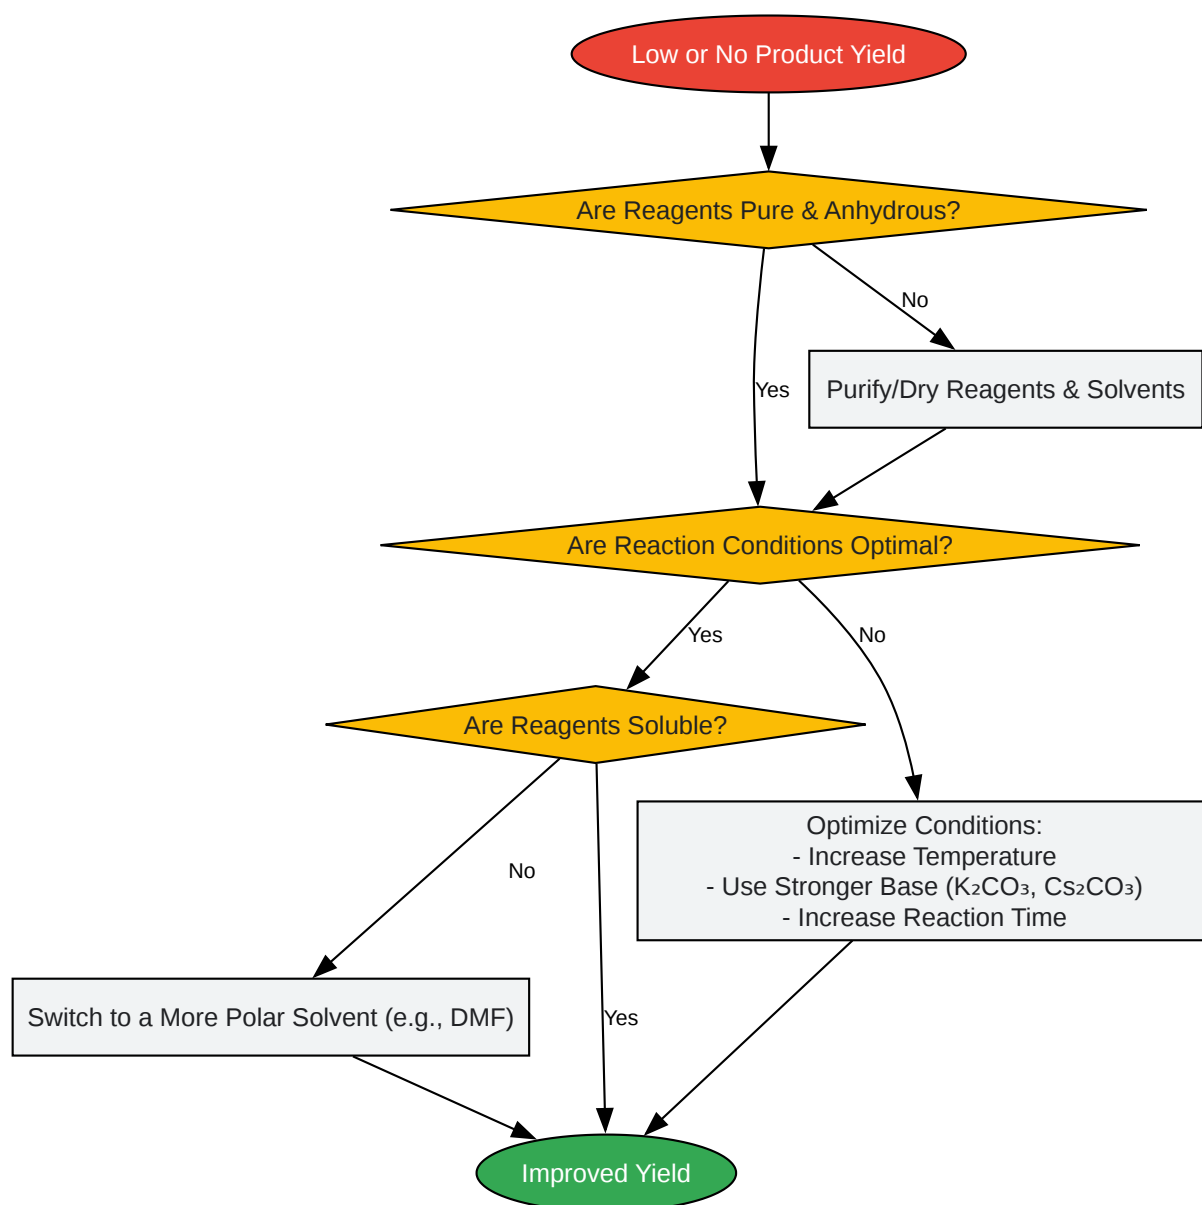 Low or No Product Yield
Are Reagents Pure & Anhydrous?
No
Yes
Purify/Dry Reagents & Solvents
Are Reaction Conditions Optimal?
Yes
No
Are Reagents Soluble?
Optimize Conditions:
- Increase Temperature
- Use Stronger Base (K₂CO₃, Cs₂CO₃)
- Increase Reaction Time
No
Switch to a More Polar Solvent (e.g., DMF)
Yes
Improved Yield